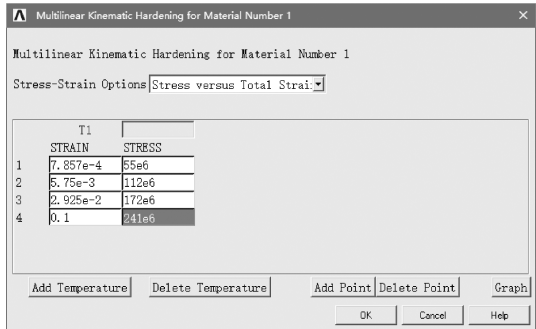 Multilinear Kinematic Hardening for Material Number 1
Multilinear Kinematic Hardening for Material Number 1
Stress-Strain Options Stress versus Total Strai
T1
STRAIN STRESS
1 7.857e-4 55e6
2 5.75e-3 112e6
3 2.925e-2 172e6
4 0.1 241e6
Add Temperature Delete Temperature Add Point Delete Point Graph
OK Cancel Help